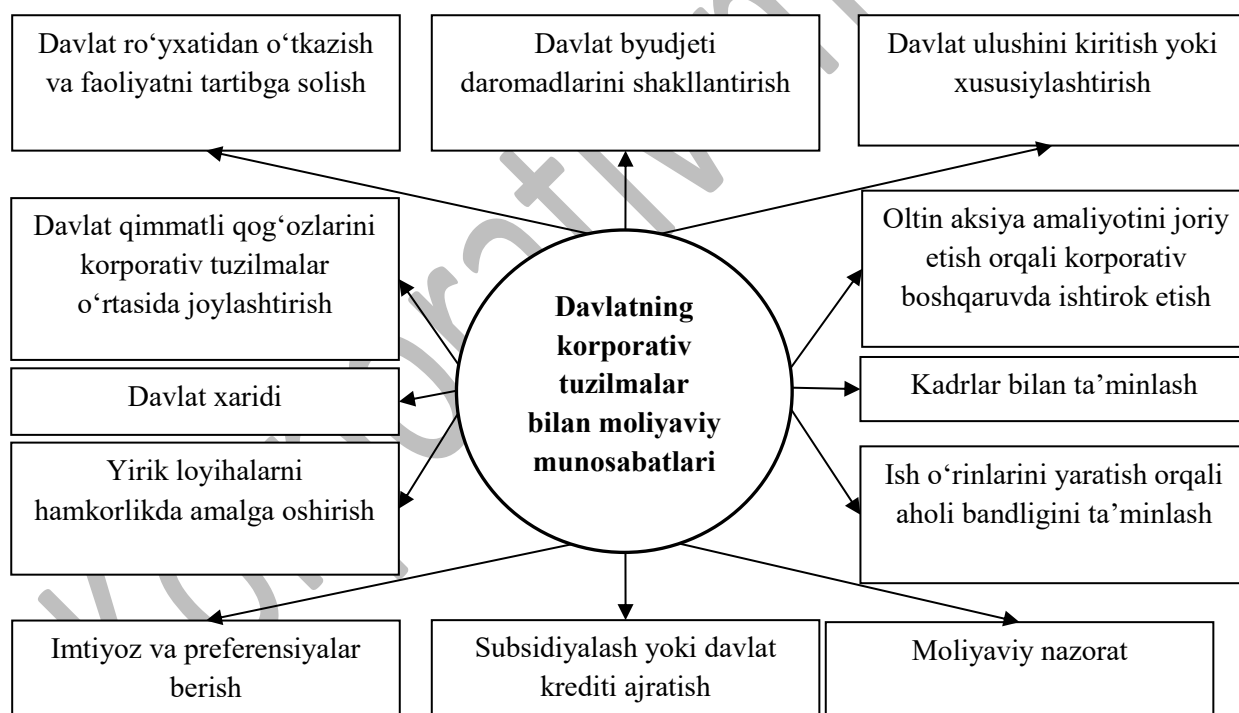 Davlat ro‘yxatidan o‘tkazish
va faoliyatni tartibga solish
Davlat byudjeti
daromadlarini shakllantirish
Davlat ulushini kiritish yoki
xususiylashtirish
Davlat qimmatli qog‘ozlarini
korporativ tuzilmalar
o‘rtasida joylashtirish
Oltin aksiya amaliyotini joriy
etish orqali korporativ
boshqaruvda ishtirok etish
Davlatning
korporativ
tuzilmalar
bilan moliyaviy
munosabatlari
Davlat xaridi
Kadrlar bilan ta’minlash
Yirik loyihalarni
hamkorlikda amalga oshirish
Ish o‘rinlarini yaratish orqali
aholi bandligini ta’minlash
Imtiyoz va preferensiyalar
berish
Subsidiyalash yoki davlat
krediti ajratish
Moliyaviy nazorat